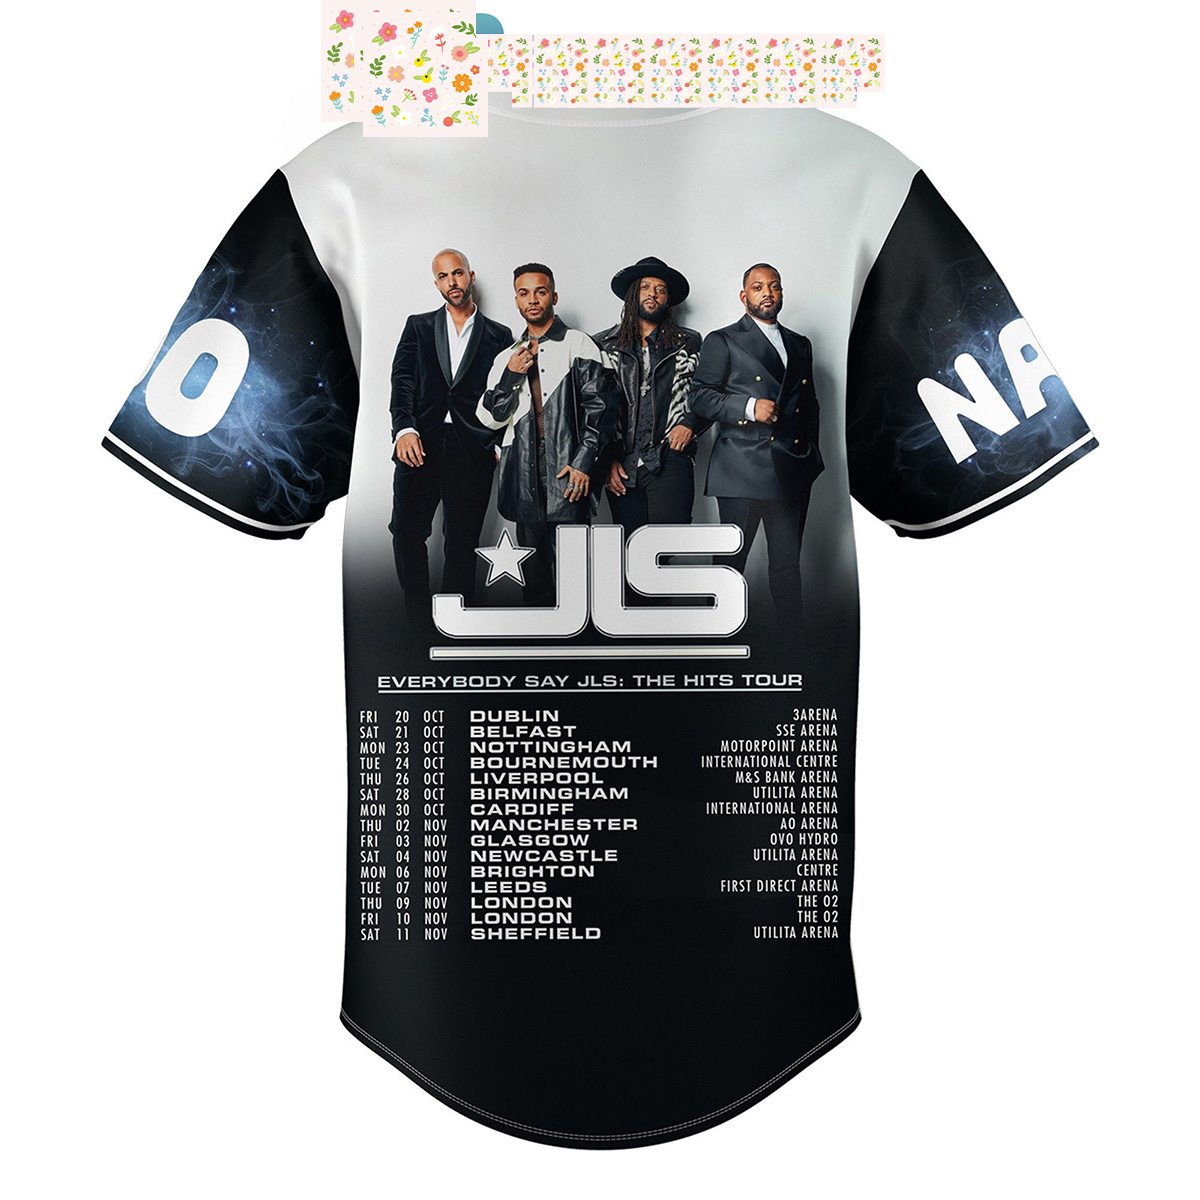 O
NA
JLS
EVERYBODY SAY JLS: THE HITS TOUR
FRI 20 OCT DUBLIN 3ARENA
SAT 21 OCT BELFAST SSE ARENA
MON 23 OCT NOTTINGHAM MOTORPOINT ARENA
TUE 24 OCT BOURNEMOUTH INTERNATIONAL CENTRE
THU 26 OCT LIVERPOOL M&S BANK ARENA
SAT 28 OCT BIRMINGHAM UTILITA ARENA
MON 30 OCT CARDIFF INTERNATIONAL ARENA
THU 02 NOV MANCHESTER AO ARENA
FRI 03 NOV GLASGOW OVO HYDRO
SAT 04 NOV NEWCASTLE UTILITA ARENA
MON 06 NOV BRIGHTON CENTRE
TUE 07 NOV LEEDS FIRST DIRECT ARENA
THU 09 NOV LONDON THE O2
FRI 10 NOV LONDON THE O2
SAT 11 NOV SHEFFIELD UTILITA ARENA